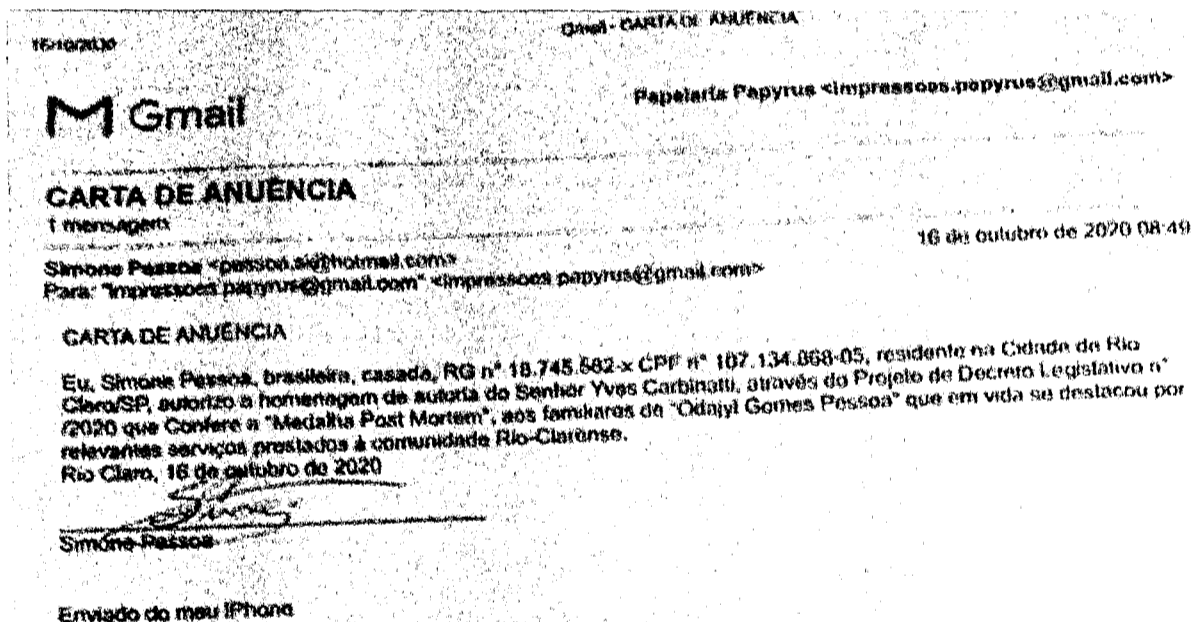 16/10/2020
Gmail - CARTA DE ANUÊNCIA
Gmail
Papelaria Papyrus <impressoes.papyrus@gmail.com>
CARTA DE ANUÊNCIA
1 mensagem
16 de outubro de 2020 08:49
Simone Pessoa <pesson.si@hotmail.com>
Para: "impressoes.papyrus@gmail.com" <impressoes.papyrus@gmail.com>
CARTA DE ANUÊNCIA
Eu, Simone Pessoa, brasileira, casada, RG nº 18.745.582-x CPF nº 107.134.868-05, residente na Cidade de Rio
Claro/SP, autorizo a homenagem de autoria do Senhor Yves Carbinatti, através do Projeto de Decreto Legislativo nº
/2020 que Confere a "Medalha Post Mortem", aos familiares de "Odajyl Gomes Pessoa" que em vida se destacou por
relevantes serviços prestados à comunidade Rio-Clarense.
Rio Claro, 16 de outubro de 2020
Simone Pessoa
Enviado do meu iPhone